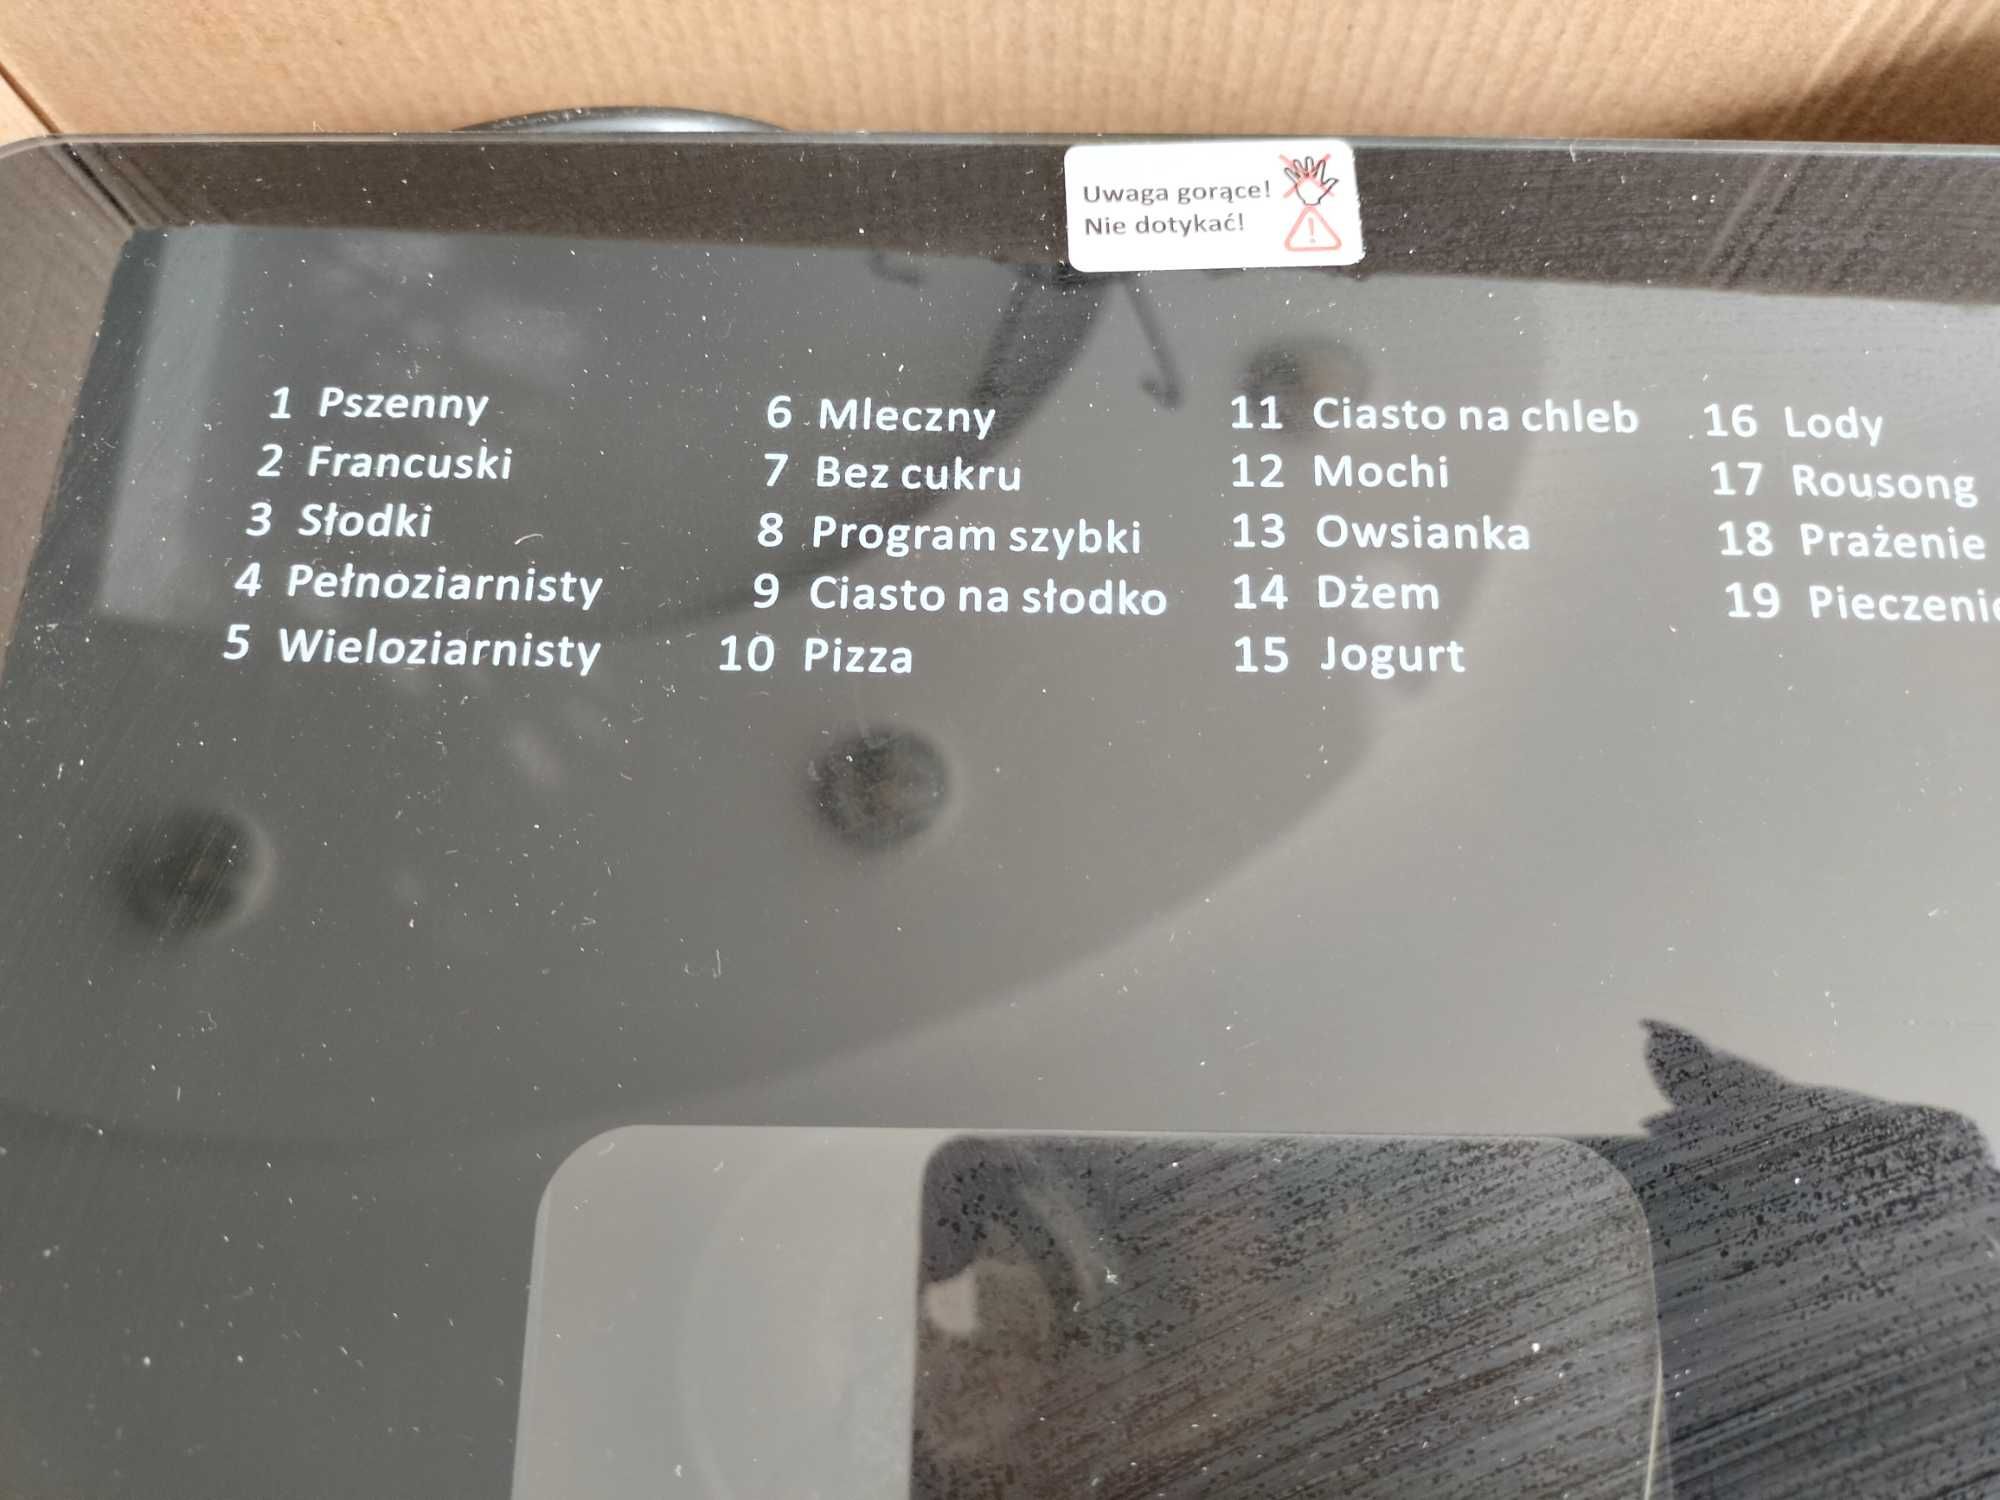 Uwaga gorące!
Nie dotykać!
1 Pszenny
2 Francuski
3 Słodki
4 Pełnoziarnisty
5 Wieloziarnisty
6 Mleczny
7 Bez cukru
8 Program szybki
9 Ciasto na słodko
10 Pizza
11 Ciasto na chleb
12 Mochi
13 Owsianka
14 Dżem
15 Jogurt
16 Lody
17 Rousong
18 Prażenie
19